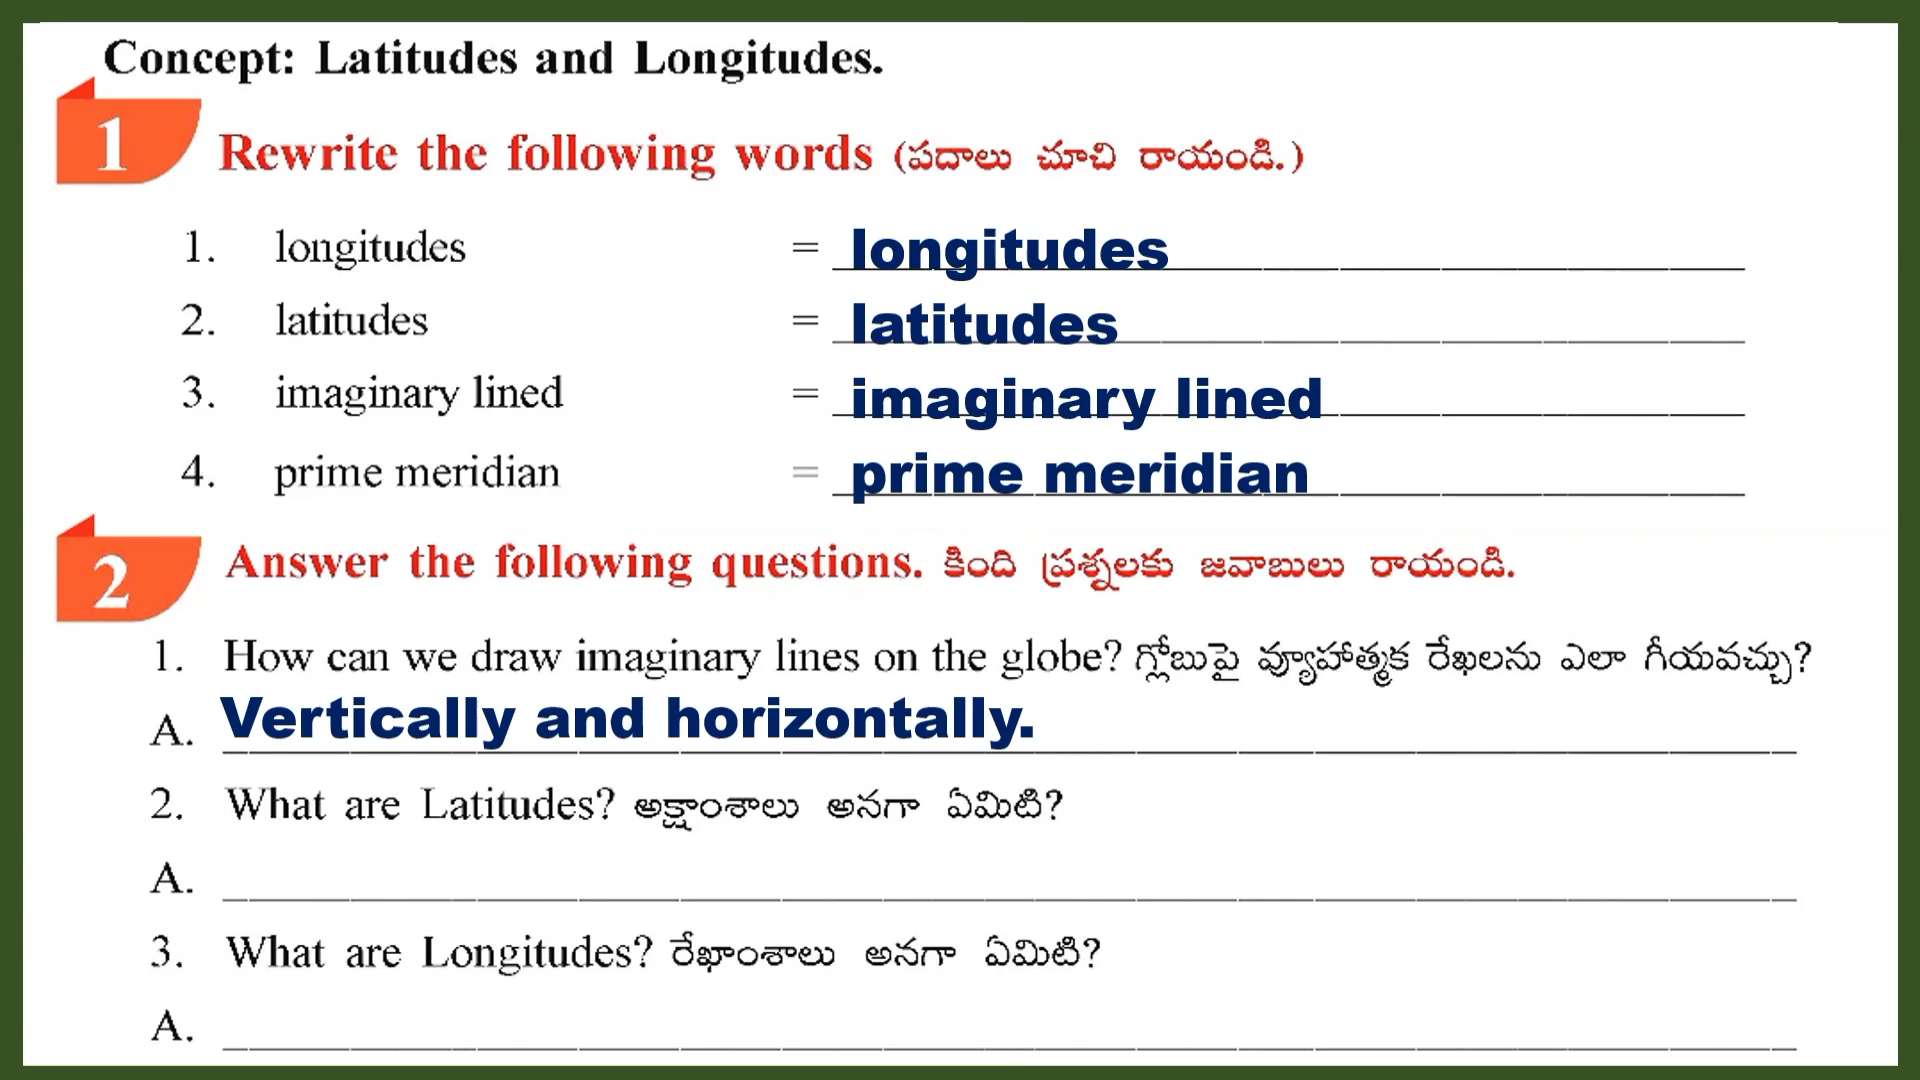 Concept: Latitudes and Longitudes.
1 Rewrite the following words (పదాలు చూచి రాయండి.)
1. longitudes = longitudes
2. latitudes = latitudes
3. imaginary lined = imaginary lined
4. prime meridian = prime meridian
2 Answer the following questions. కింది ప్రశ్నలకు జవాబులు రాయండి.
1. How can we draw imaginary lines on the globe? గ్లోబుపై వ్యూహాత్మక రేఖలను ఎలా గీయవచ్చు?
A. Vertically and horizontally.
2. What are Latitudes? అక్షాంశాలు అనగా ఏమిటి?
A.
3. What are Longitudes? రేఖాంశాలు అనగా ఏమిటి?
A.